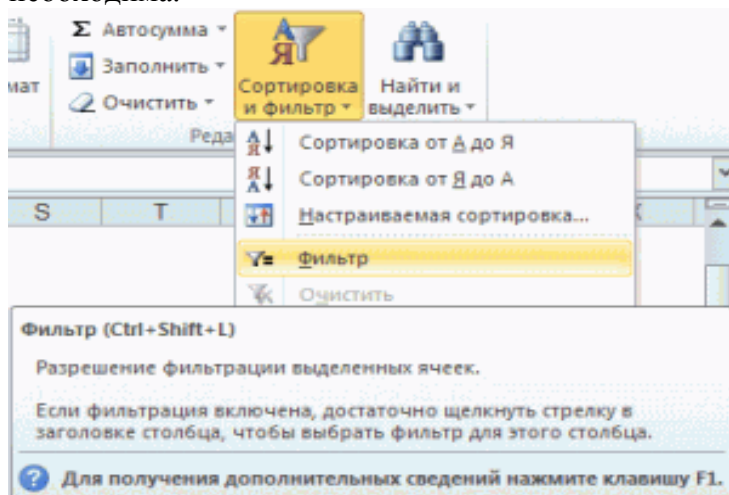 необходима.
Σ Автосумма
Заполнить
мат
Сортировка и фильтр
Найти и выделить
Очистить
Реда
Сортировка от А до Я
Сортировка от Я до А
S T
Настраиваемая сортировка...
Фильтр
Очистить
Фильтр (Ctrl+Shift+L)
Разрешение фильтрации выделенных ячеек.
Если фильтрация включена, достаточно щелкнуть стрелку в
заголовке столбца, чтобы выбрать фильтр для этого столбца.
Для получения дополнительных сведений нажмите клавишу F1.